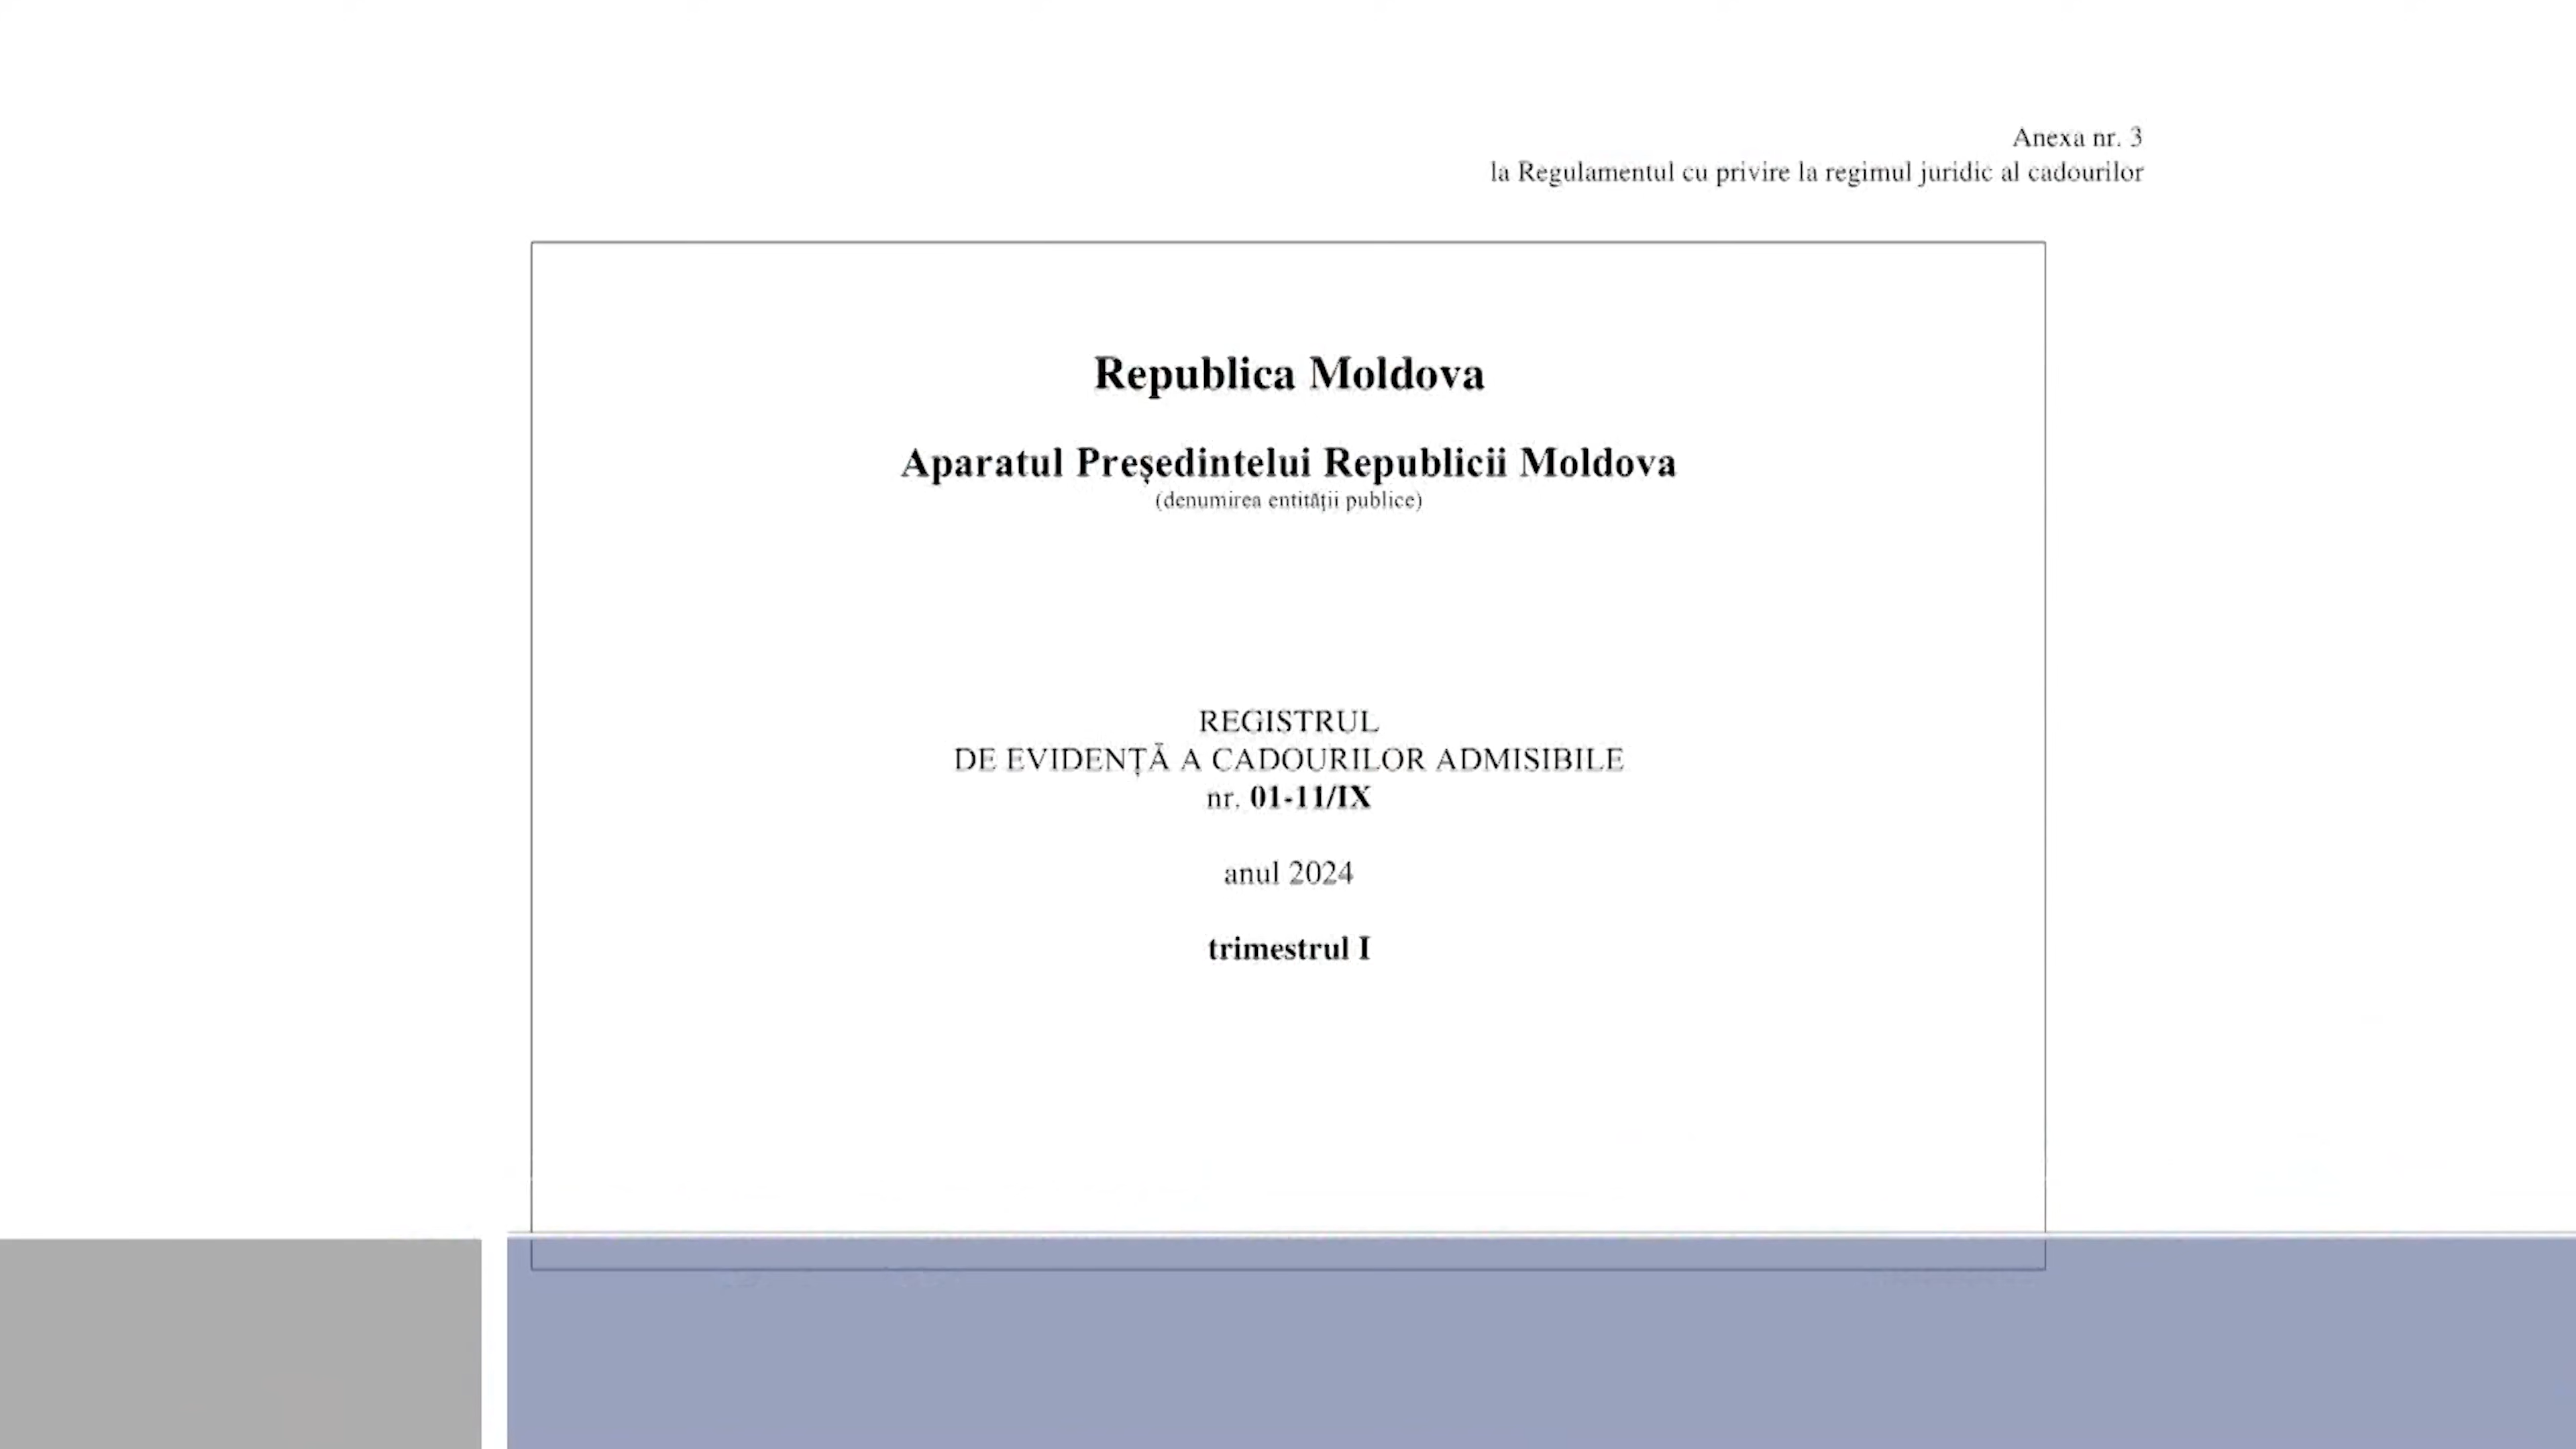 Anexa nr. 3
la Regulamentul cu privire la regimul juridic al cadourilor
Republica Moldova
Aparatul Președintelui Republicii Moldova
(denumirea entității publice)
REGISTRUL
DE EVIDENȚĂ A CADOURILOR ADMISIBILE
nr. 01-11/IX
anul 2024
trimestrul I